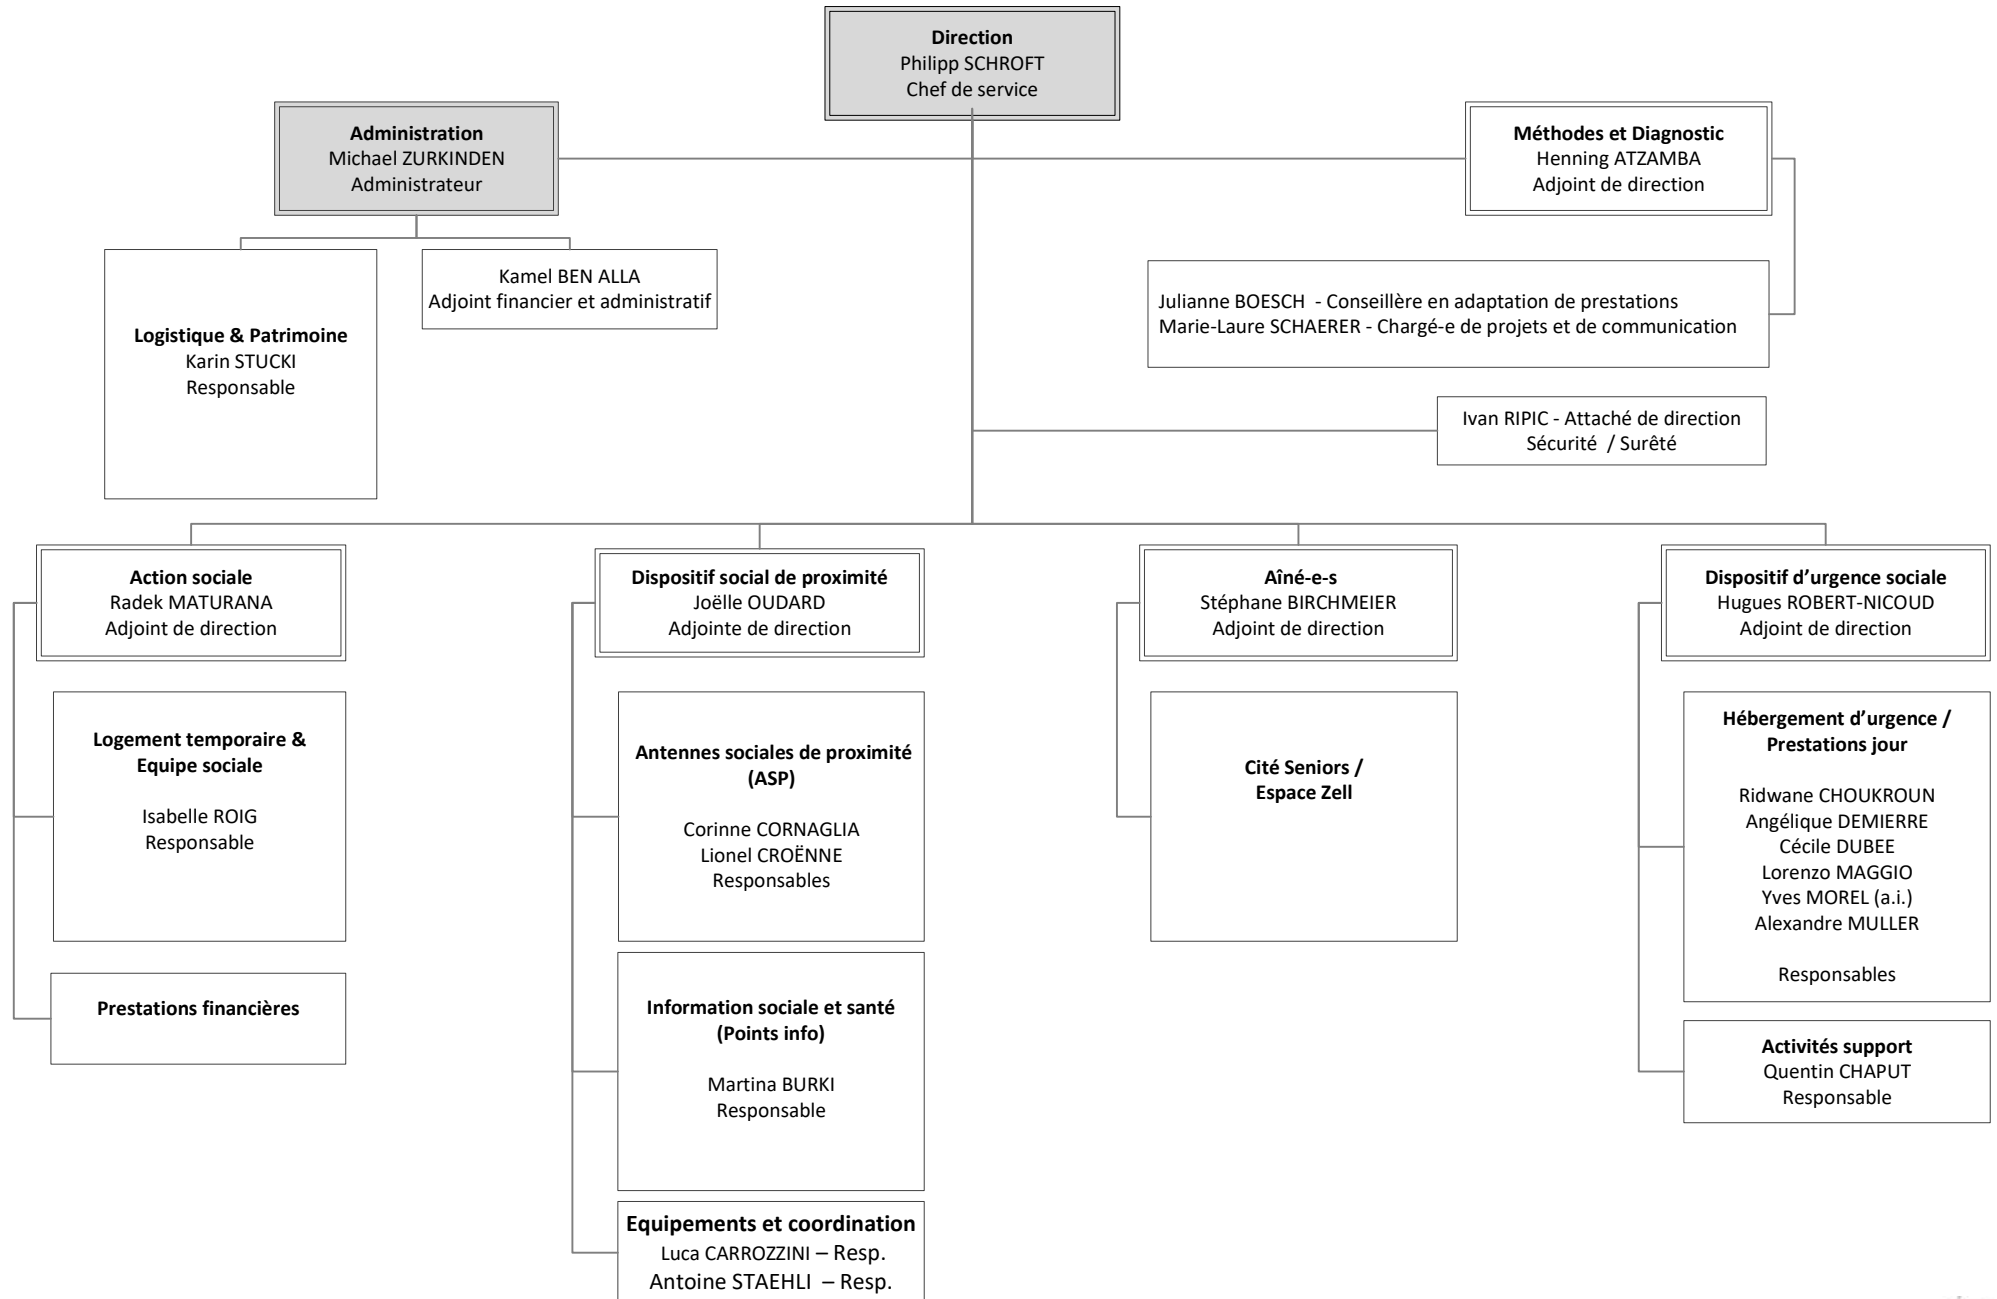 Direction
Philipp SCHROFT
Chef de service
Administration
Michael ZURKINDEN
Administrateur
Méthodes et Diagnostic
Henning ATZAMBA
Adjoint de direction
Logistique & Patrimoine
Karin STUCKI
Responsable
Kamel BEN ALLA
Adjoint financier et administratif
Julianne BOESCH - Conseillère en adaptation de prestations
Marie-Laure SCHAERER - Chargé-e de projets et de communication
Ivan RIPIC - Attaché de direction
Sécurité / Surêté
Action sociale
Radek MATURANA
Adjoint de direction
Logement temporaire &
Equipe sociale
Isabelle ROIG
Responsable
Prestations financières
Dispositif social de proximité
Joëlle OUDARD
Adjointe de direction
Antennes sociales de proximité
(ASP)
Corinne CORNAGLIA
Lionel CROËNNE
Responsables
Information sociale et santé
(Points info)
Martina BURKI
Responsable
Equipements et coordination
Luca CARROZZINI – Resp.
Antoine STAEHLI – Resp.
Aîné-e-s
Stéphane BIRCHMEIER
Adjoint de direction
Cité Seniors /
Espace Zell
Dispositif d’urgence sociale
Hugues ROBERT-NICOUD
Adjoint de direction
Hébergement d’urgence /
Prestations jour
Ridwane CHOUKROUN
Angélique DEMIERRE
Cécile DUBEE
Lorenzo MAGGIO
Yves MOREL (a.i.)
Alexandre MULLER
Responsables
Activités support
Quentin CHAPUT
Responsable